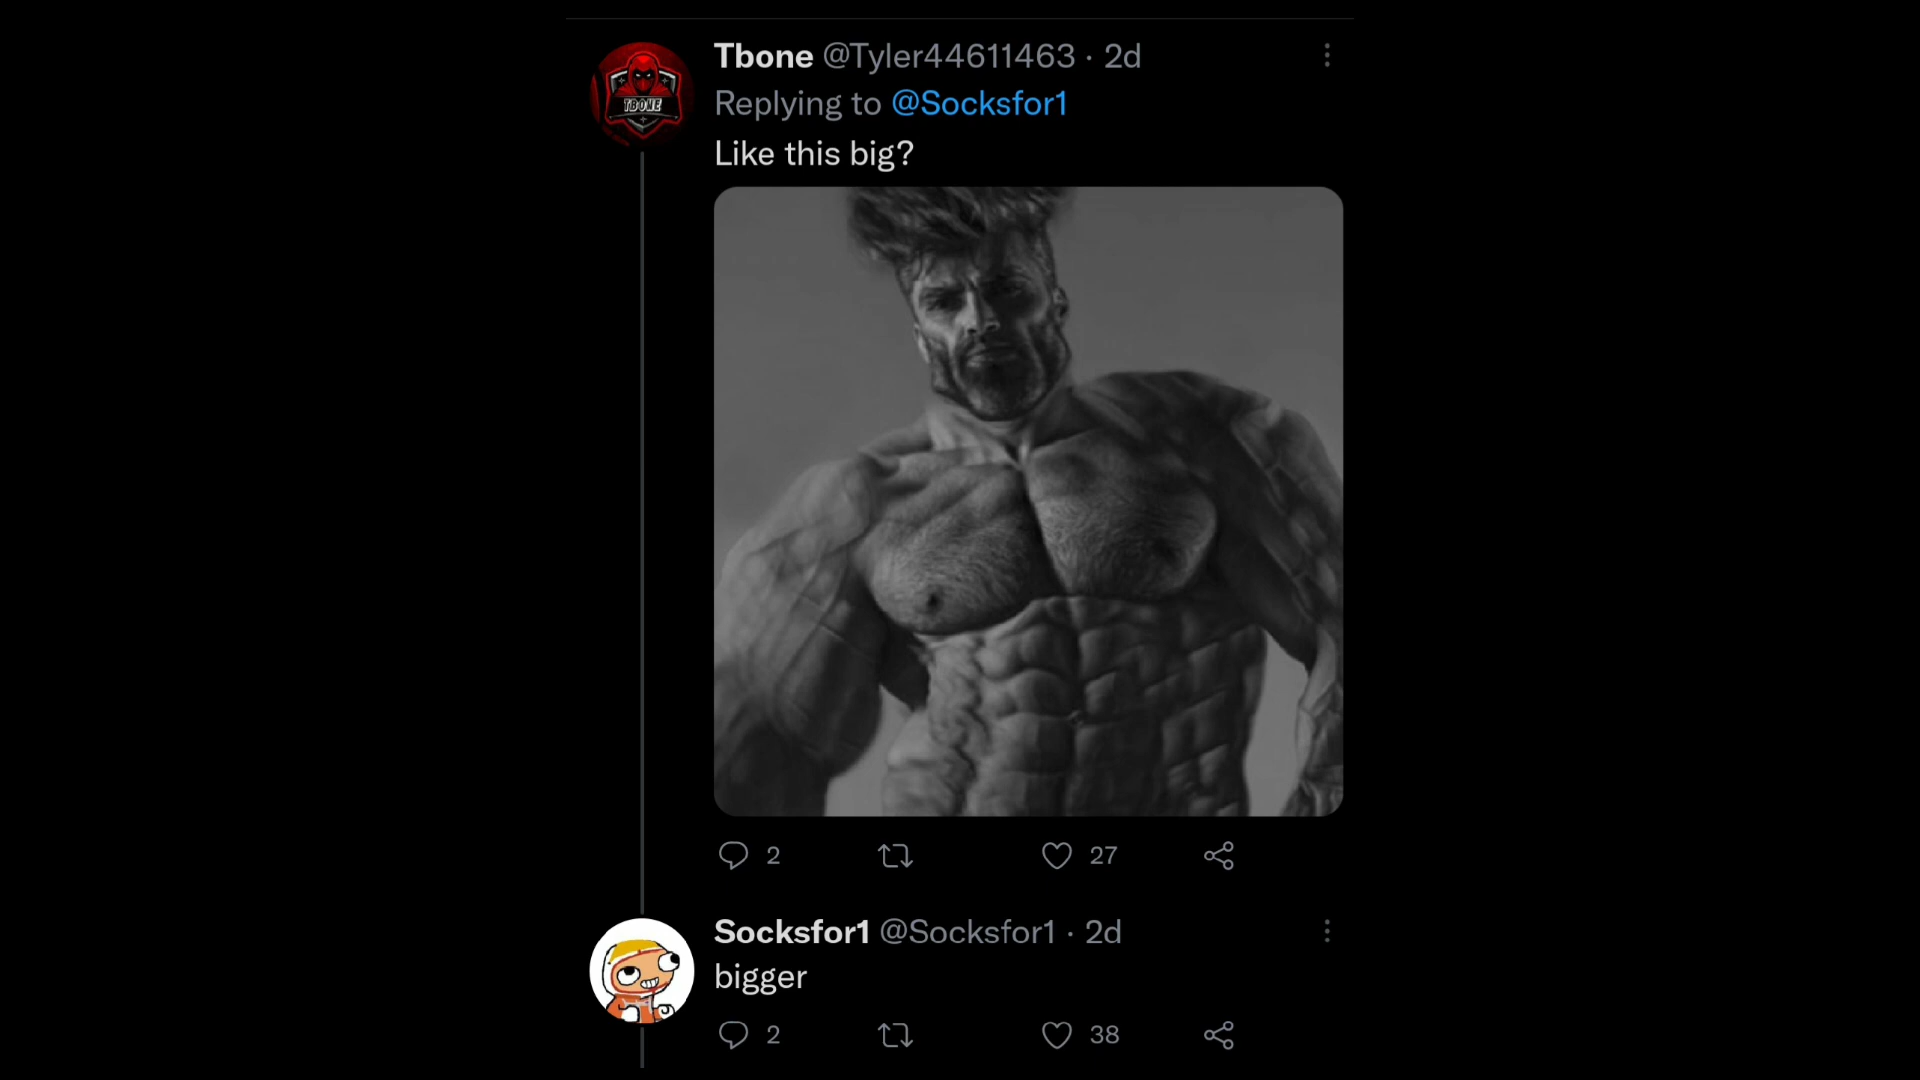 Tbone @Tyler44611463 · 2d
Replying to @Socksfor1
Like this big?
TBONE
2
27
Socksfor1 @Socksfor1 · 2d
bigger
2
38